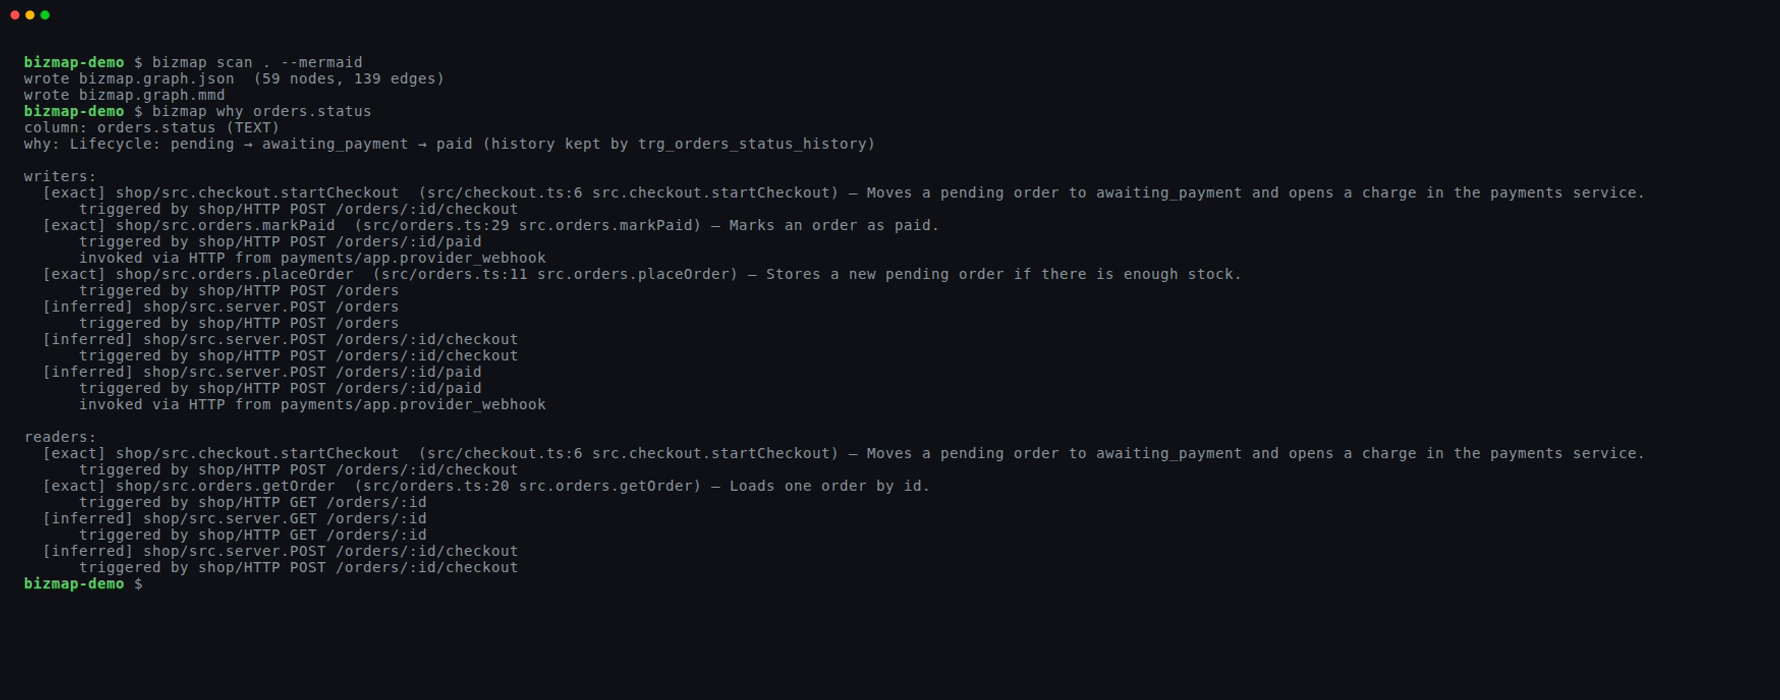 bizmap-demo $ bizmap scan . --mermaid
wrote bizmap.graph.json  (59 nodes, 139 edges)
wrote bizmap.graph.mmd
bizmap-demo $ bizmap why orders.status
column: orders.status (TEXT)
why: Lifecycle: pending → awaiting_payment → paid (history kept by trg_orders_status_history)

writers:
  [exact] shop/src.checkout.startCheckout  (src/checkout.ts:6 src.checkout.startCheckout) — Moves a pending order to awaiting_payment and opens a charge in the payments service.
      triggered by shop/HTTP POST /orders/:id/checkout
  [exact] shop/src.orders.markPaid  (src/orders.ts:29 src.orders.markPaid) — Marks an order as paid.
      triggered by shop/HTTP POST /orders/:id/paid
      invoked via HTTP from payments/app.provider_webhook
  [exact] shop/src.orders.placeOrder  (src/orders.ts:11 src.orders.placeOrder) — Stores a new pending order if there is enough stock.
      triggered by shop/HTTP POST /orders
  [inferred] shop/src.server.POST /orders
      triggered by shop/HTTP POST /orders
  [inferred] shop/src.server.POST /orders/:id/checkout
      triggered by shop/HTTP POST /orders/:id/checkout
  [inferred] shop/src.server.POST /orders/:id/paid
      triggered by shop/HTTP POST /orders/:id/paid
      invoked via HTTP from payments/app.provider_webhook

readers:
  [exact] shop/src.checkout.startCheckout  (src/checkout.ts:6 src.checkout.startCheckout) — Moves a pending order to awaiting_payment and opens a charge in the payments service.
      triggered by shop/HTTP POST /orders/:id/checkout
  [exact] shop/src.orders.getOrder  (src/orders.ts:20 src.orders.getOrder) — Loads one order by id.
      triggered by shop/HTTP GET /orders/:id
  [inferred] shop/src.server.GET /orders/:id
      triggered by shop/HTTP GET /orders/:id
  [inferred] shop/src.server.POST /orders/:id/checkout
      triggered by shop/HTTP POST /orders/:id/checkout
bizmap-demo $